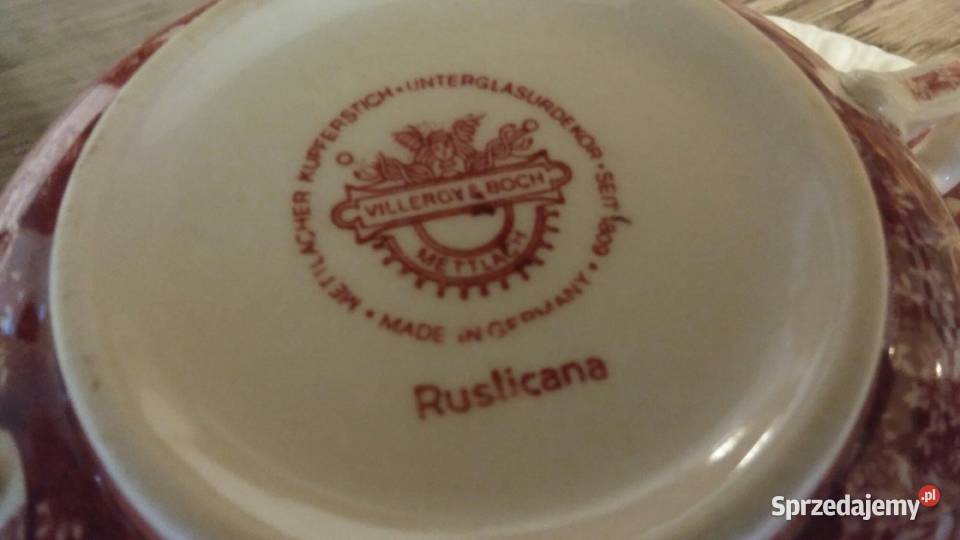 METTLACHER KUPFERSTICH • UNTERGLASURDEKOR • SEIT 1809 •
VILLEROY & BOCH
METTLACH
MADE IN GERMANY •
Rusticana
Sprzedajemy.pl